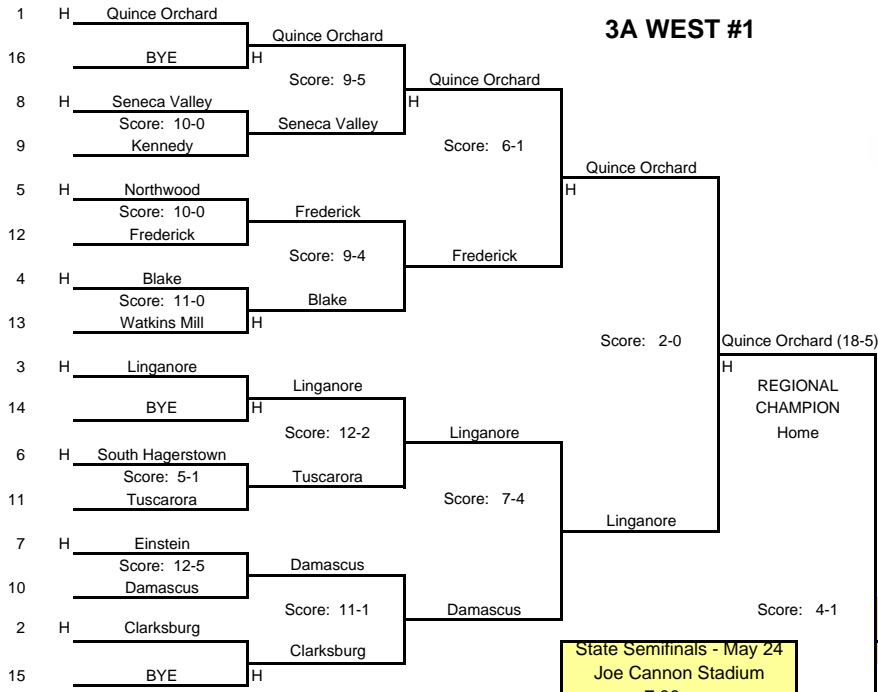 3A WEST #1
1 H Quince Orchard
Quince Orchard
16 BYE H
Score: 9-5 Quince Orchard
8 H Seneca Valley H
Score: 10-0 Seneca Valley
9 Kennedy Score: 6-1
Quince Orchard
5 H Northwood H
Score: 10-0 Frederick
12 Frederick
Score: 9-4 Frederick
4 H Blake
Score: 11-0 Blake
13 Watkins Mill H
Score: 2-0 Quince Orchard (18-5)
3 H Linganore H
Linganore REGIONAL
14 BYE H CHAMPION
Score: 12-2 Linganore Home
6 H South Hagerstown
Score: 5-1 Tuscarora
11 Tuscarora Score: 7-4
Linganore
7 H Einstein
Score: 12-5 Damascus
10 Damascus
Score: 11-1 Damascus Score: 4-1
2 H Clarksburg
Clarksburg State Semifinals - May 24
15 BYE H Joe Cannon Stadium